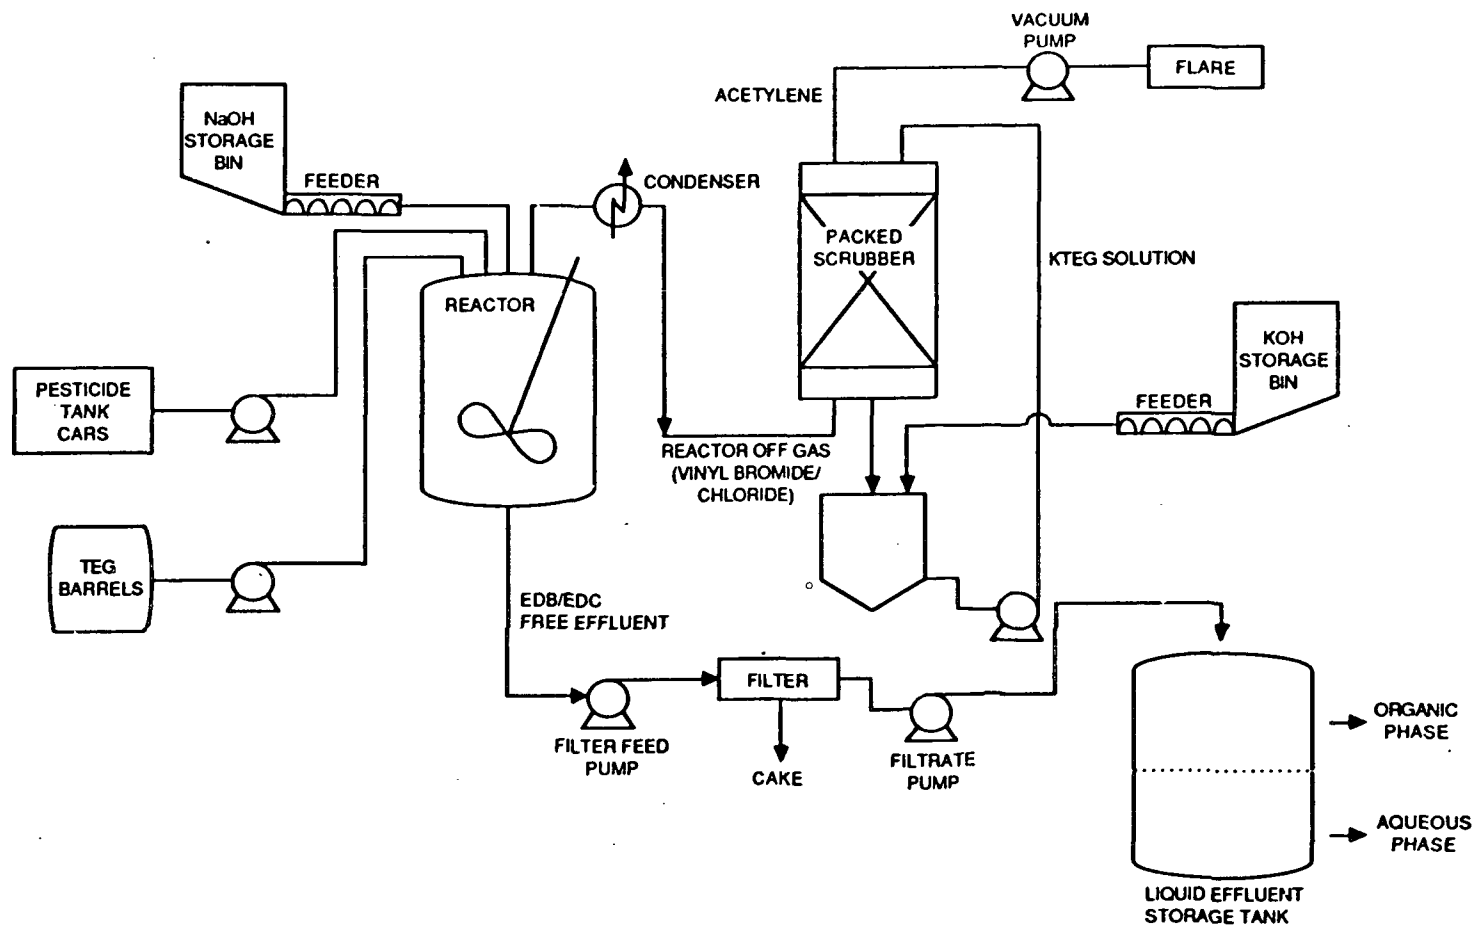 VACUUM
PUMP
FLARE
ACETYLENE
NaOH
STORAGE
BIN
FEEDER
CONDENSER
PACKED
SCRUBBER
KTEG SOLUTION
REACTOR
KOH
STORAGE
BIN
FEEDER
PESTICIDE
TANK
CARS
REACTOR OFF GAS
(VINYL BROMIDE/
CHLORIDE)
TEG
BARRELS
EDB/EDC
FREE EFFLUENT
FILTER
FILTER FEED
PUMP
CAKE
FILTRATE
PUMP
ORGANIC
PHASE
AQUEOUS
PHASE
LIQUID EFFLUENT
STORAGE TANK